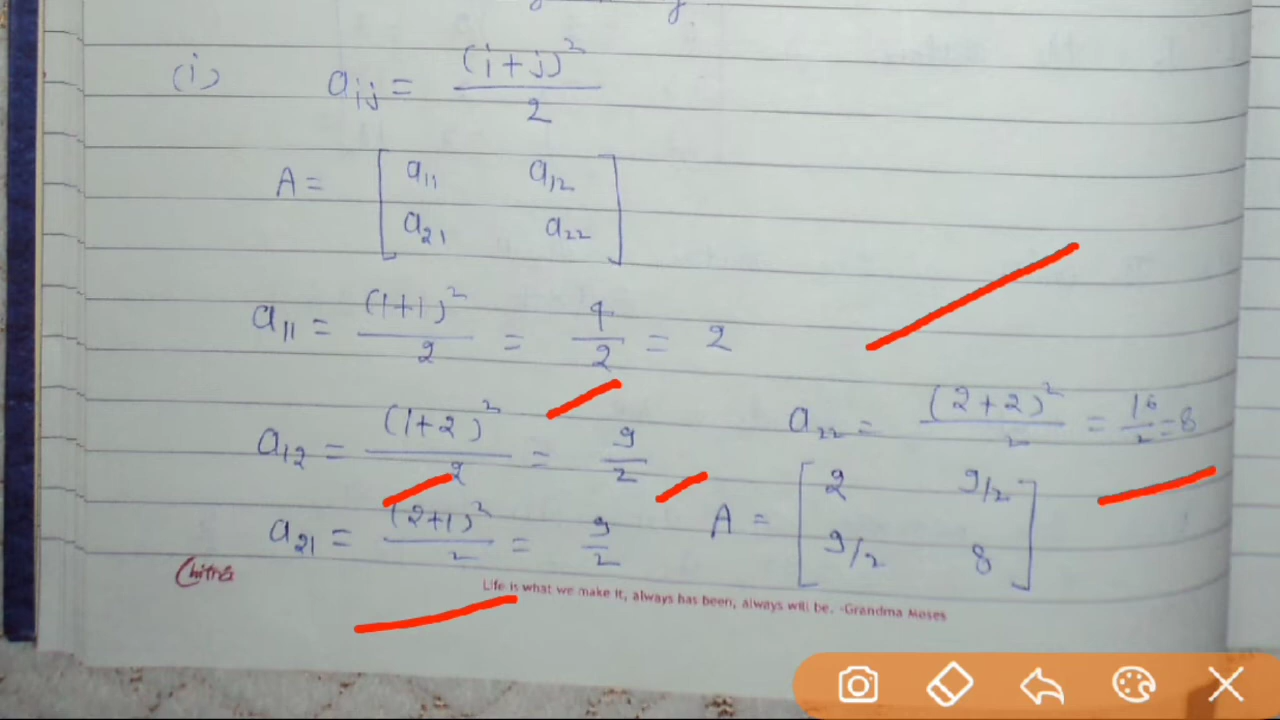 (i) aij = (i+j)² / 2
A = [ a11 a12
a21 a22 ]
a11 = (1+1)² / 2 = 4/2 = 2
a12 = (1+2)² / 2 = 9/2
a21 = (2+1)² / 2 = 9/2
a22 = (2+2)² / 2 = 16/2 = 8
A = [ 2 9/2
9/2 8 ]
Chitra
Life is what we make it, always has been, always will be. -Grandma Moses